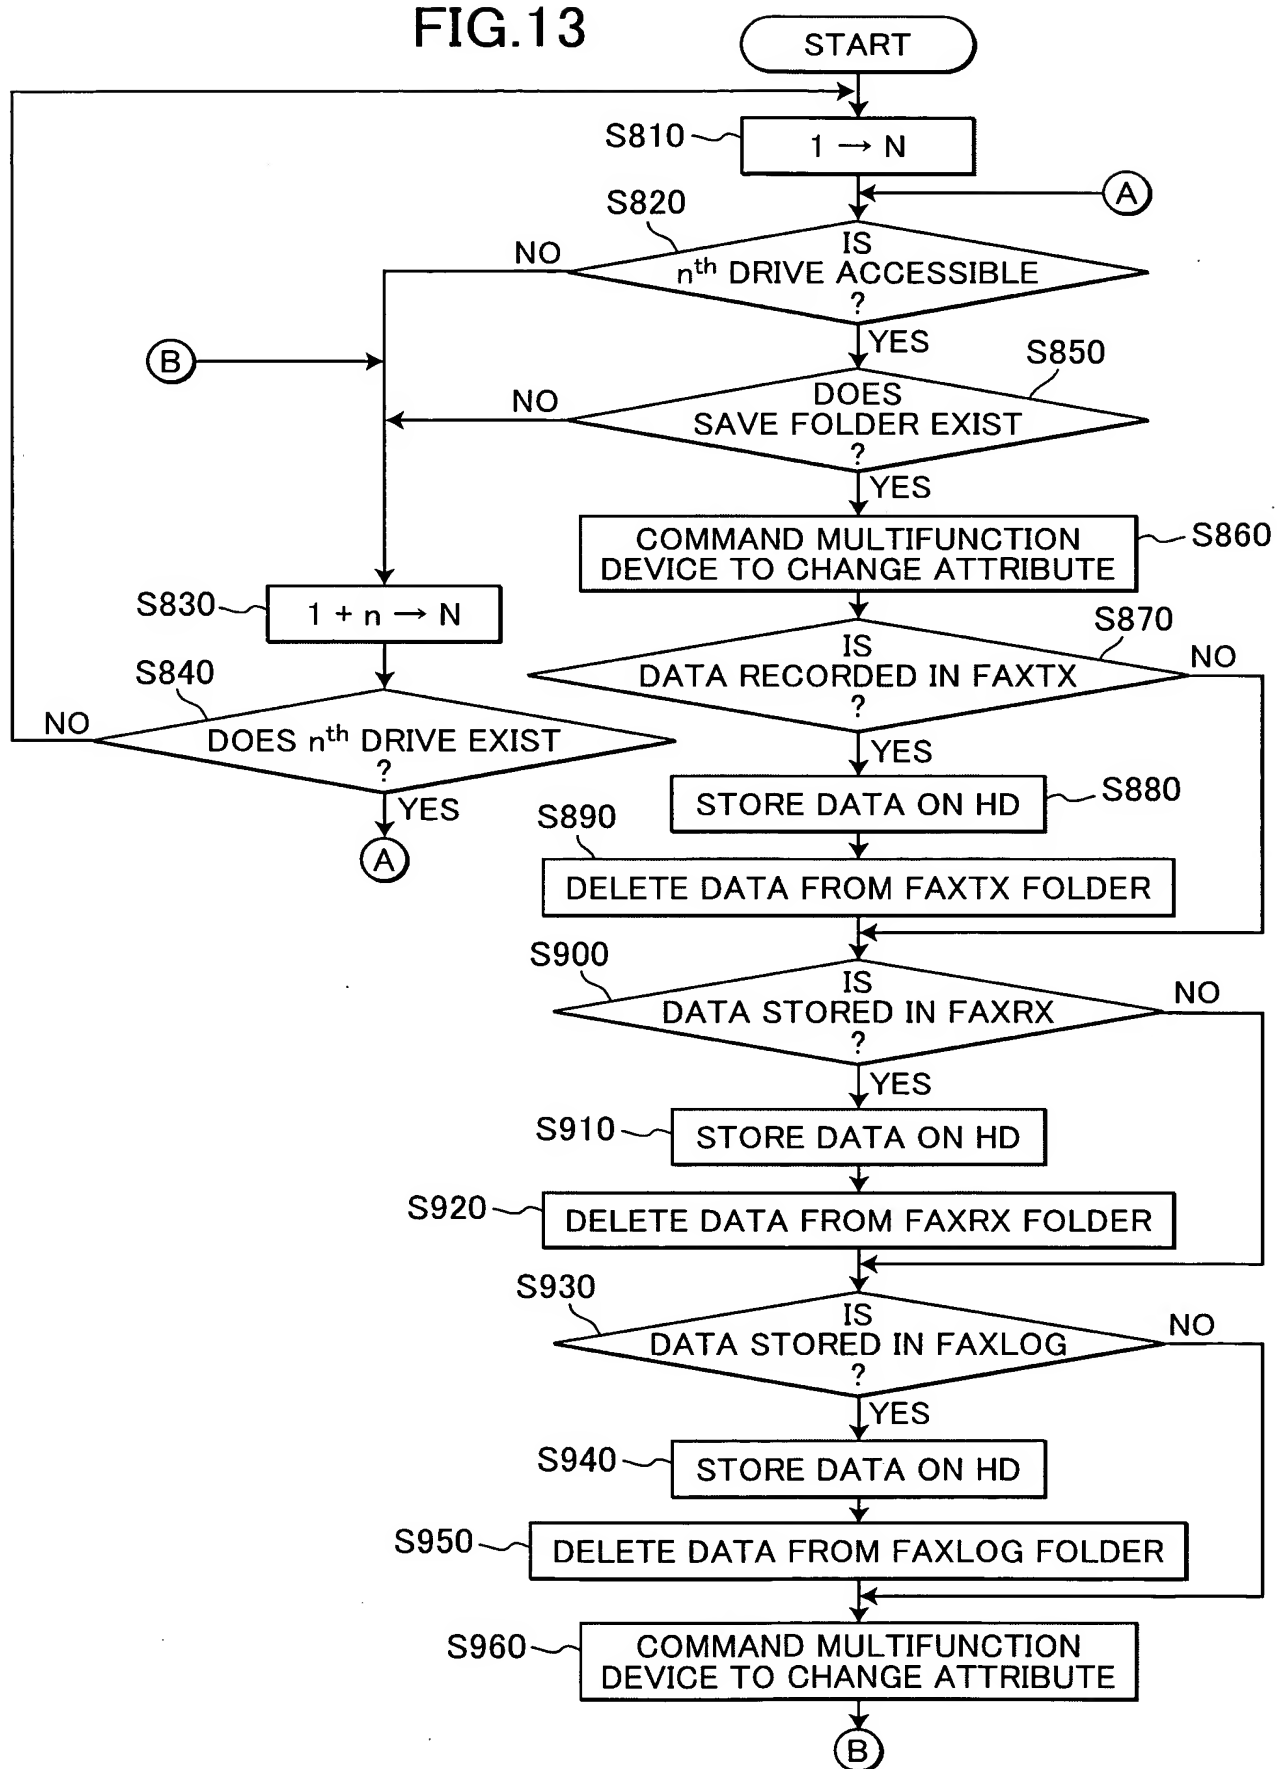 FIG.13
START
S810
1 → N
A
S820
IS
nth DRIVE ACCESSIBLE
?
NO
YES
B
S850
DOES
SAVE FOLDER EXIST
?
NO
YES
COMMAND MULTIFUNCTION
DEVICE TO CHANGE ATTRIBUTE
S860
S830
1 + n → N
S840
DOES nth DRIVE EXIST
?
NO
YES
A
S870
IS
DATA RECORDED IN FAXTX
?
NO
YES
STORE DATA ON HD
S880
S890
DELETE DATA FROM FAXTX FOLDER
S900
IS
DATA STORED IN FAXRX
?
NO
YES
S910
STORE DATA ON HD
S920
DELETE DATA FROM FAXRX FOLDER
S930
IS
DATA STORED IN FAXLOG
?
NO
YES
S940
STORE DATA ON HD
S950
DELETE DATA FROM FAXLOG FOLDER
S960
COMMAND MULTIFUNCTION
DEVICE TO CHANGE ATTRIBUTE
B